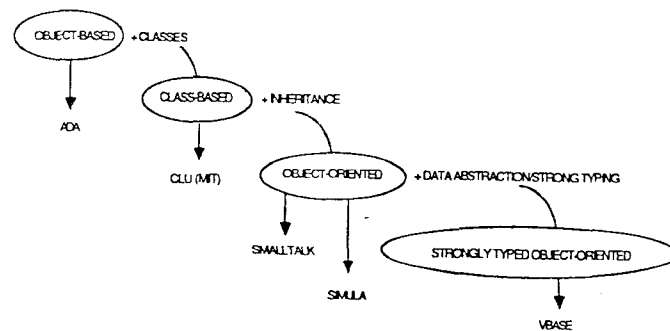 OBJECT-BASED + CLASSES
CLASS-BASED + INHERITANCE
ADA
CLU (MIT)
OBJECT-ORIENTED + DATA ABSTRACTION/STRONG TYPING
SMALLTALK
STRONGLY TYPED OBJECT-ORIENTED
SIMULA
VBASE